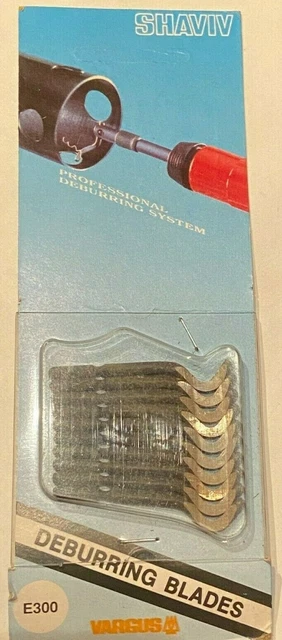 SHAVIV
PROFESSIONAL
DEBURRING SYSTEM
DEBURRING BLADES
E300
VARGUS